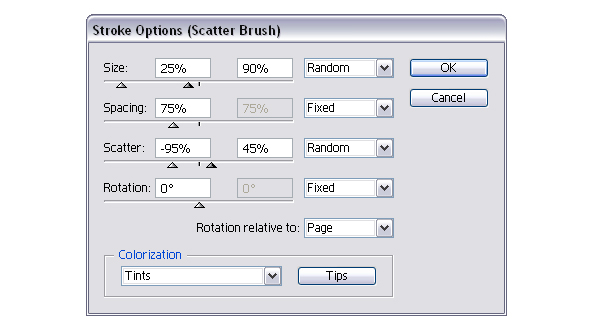 Stroke Options (Scatter Brush)
Size: 25% 90% Random OK
Spacing: 75% 75% Fixed Cancel
Scatter: -95% 45% Random
Rotation: 0° 0° Fixed
Rotation relative to: Page
Colorization
Tints Tips